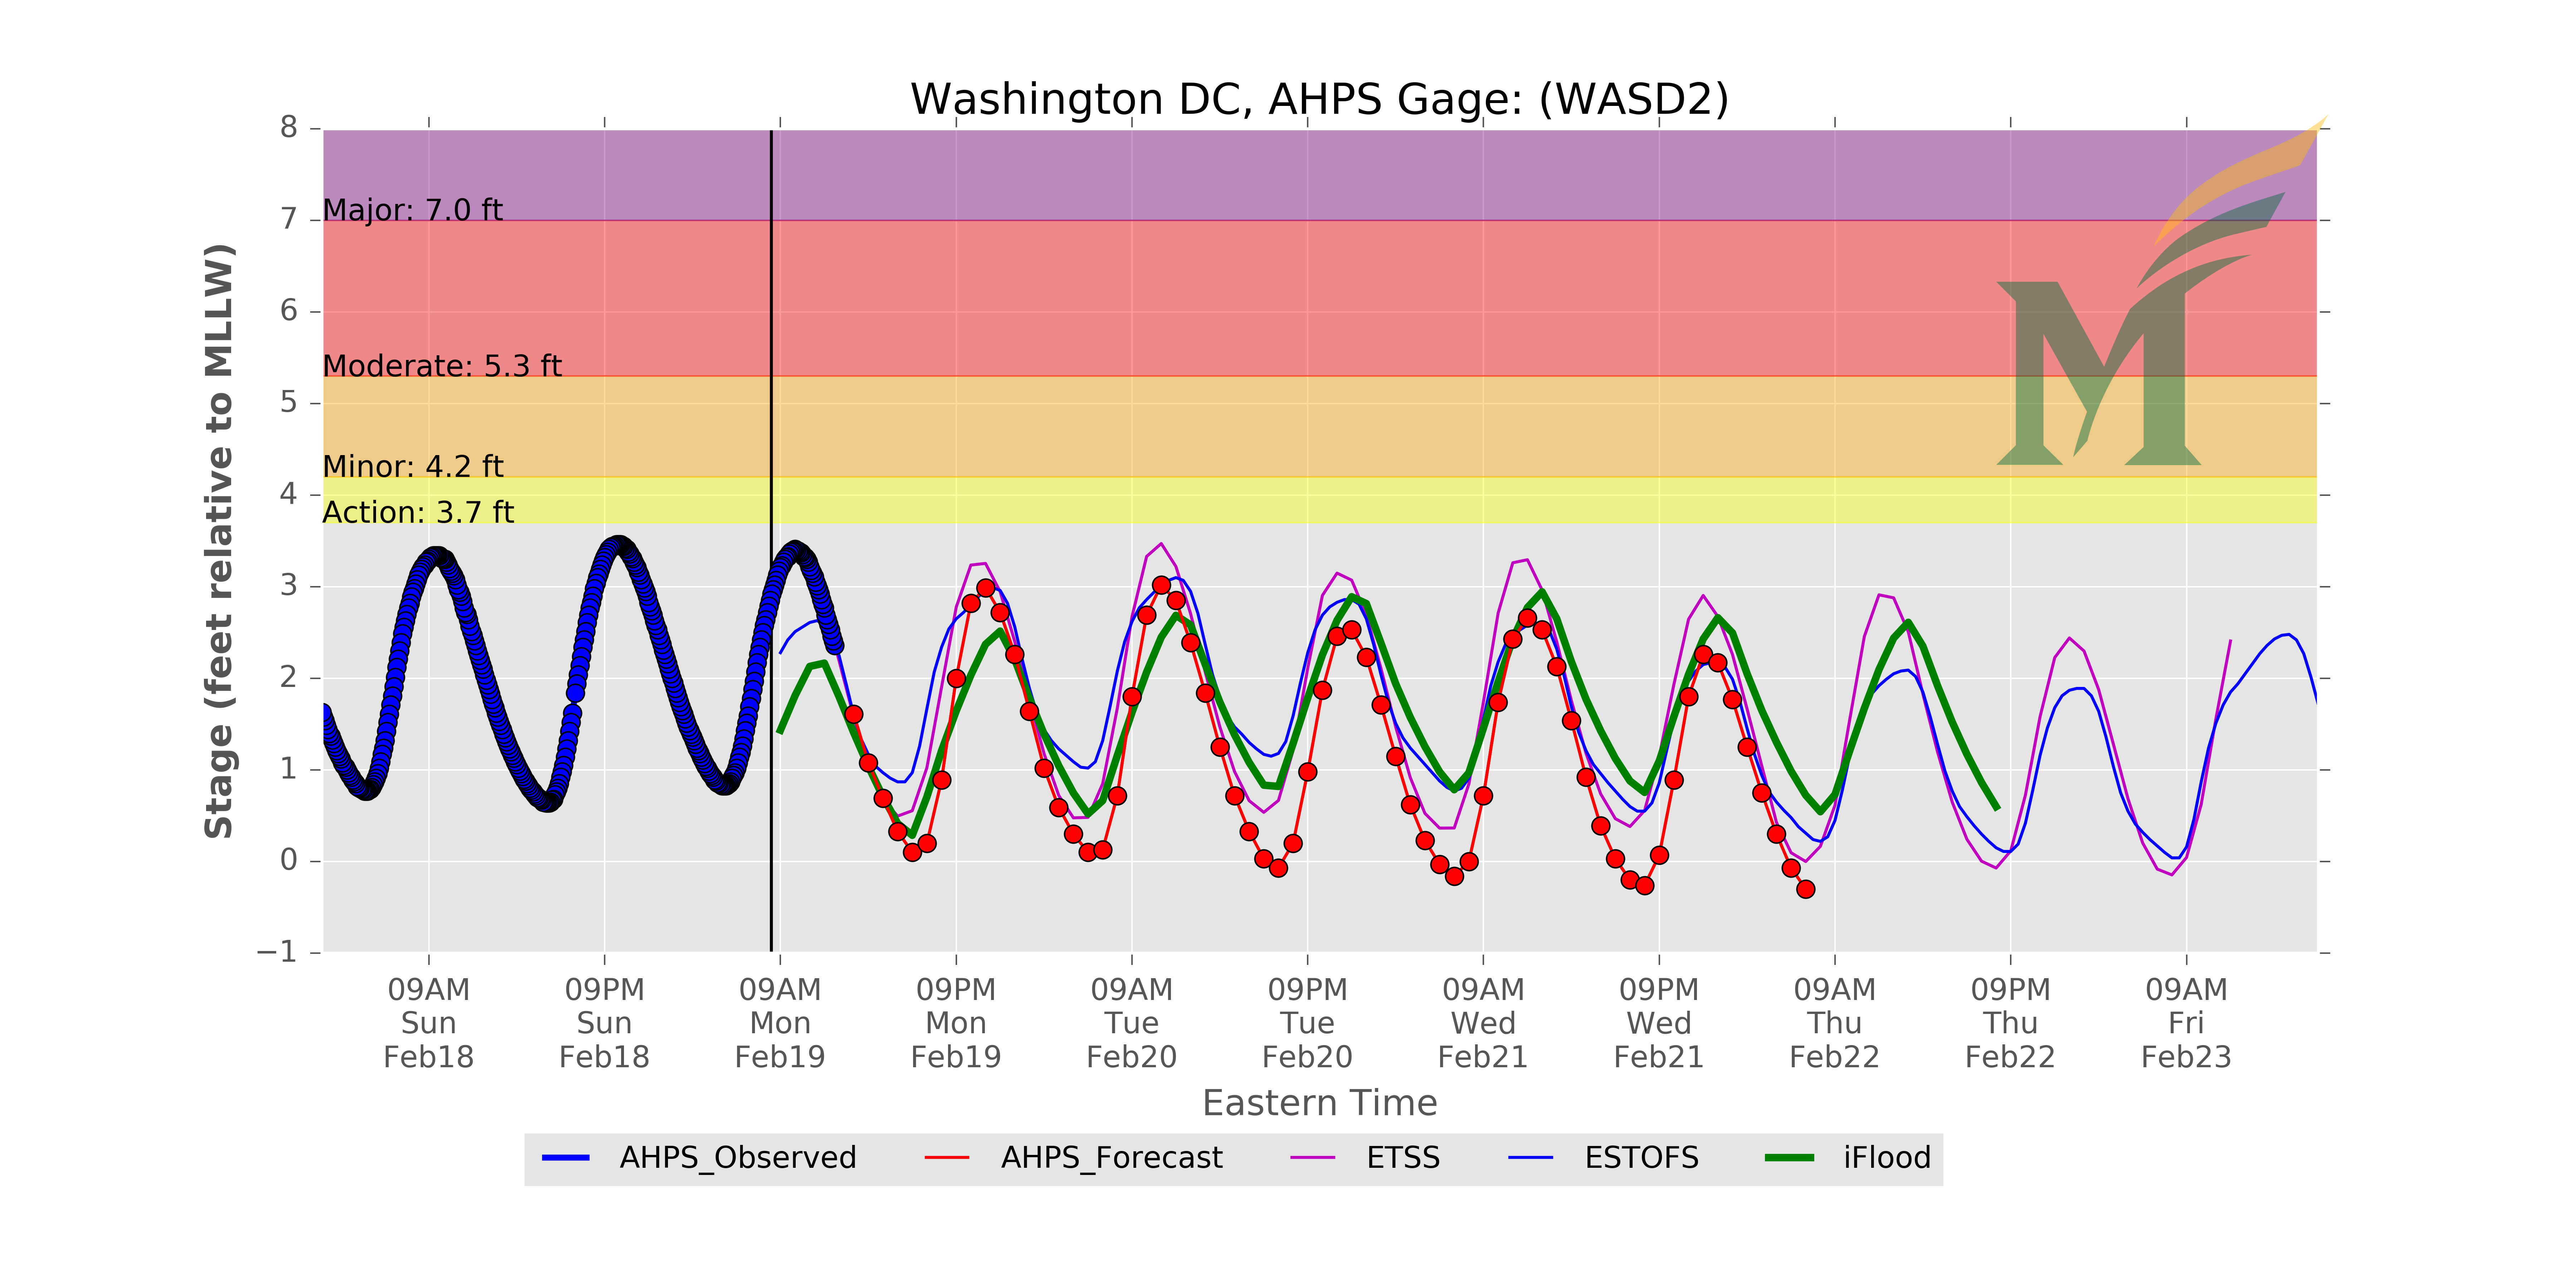 Washington DC, AHPS Gage: (WASD2)
Stage (feet relative to MLLW)
8
7
6
5
4
3
2
1
0
−1
Major: 7.0 ft
Moderate: 5.3 ft
Minor: 4.2 ft
Action: 3.7 ft
09AM 09PM 09AM 09PM 09AM 09PM 09AM 09PM 09AM 09PM 09AM
Sun Sun Mon Mon Tue Tue Wed Wed Thu Thu Fri
Feb18 Feb18 Feb19 Feb19 Feb20 Feb20 Feb21 Feb21 Feb22 Feb22 Feb23
Eastern Time
AHPS_Observed AHPS_Forecast ETSS ESTOFS iFlood
M